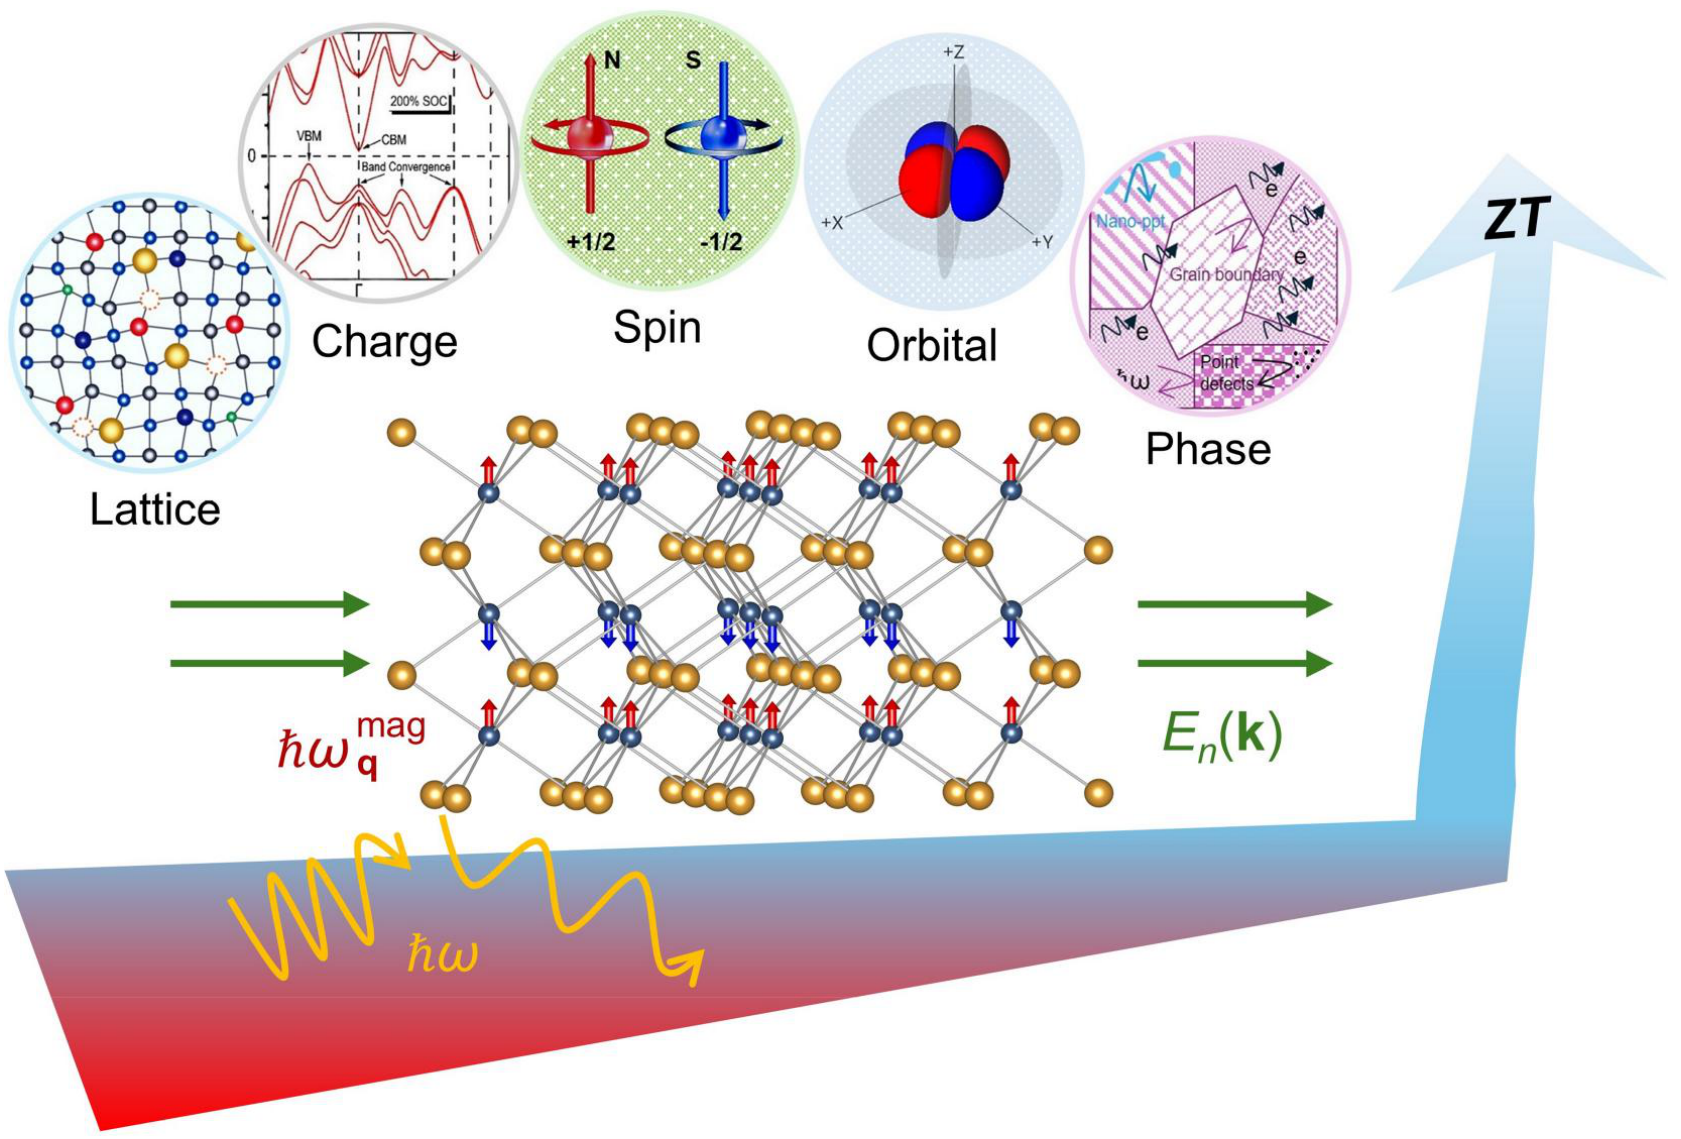 200% SOC
VBM
CBM
0
Band Convergence
Γ
Charge
N
S
+1/2
-1/2
Spin
+Z
+X
+Y
Orbital
Nano-ppt
e
e
Grain boundary
e
ħω
Point
defects
Phase
Lattice
ZT
ħω_q^mag
E_n(k)
ħω